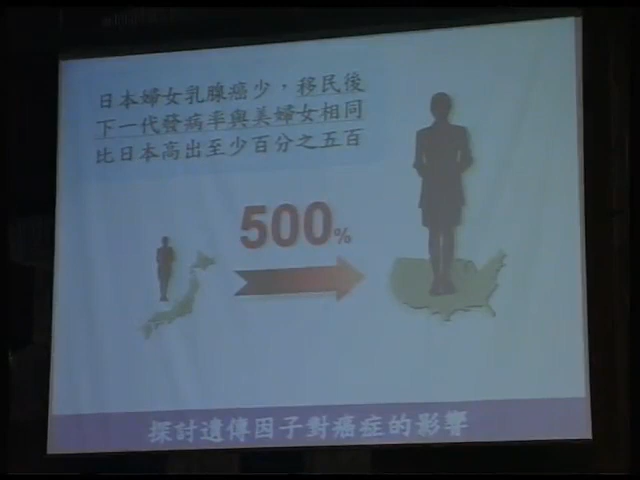 日本婦女乳腺癌少，移民後
下一代發病率與美婦女相同
比日本高出至少百分之五百
500%
探討遺傳因子對癌症的影響